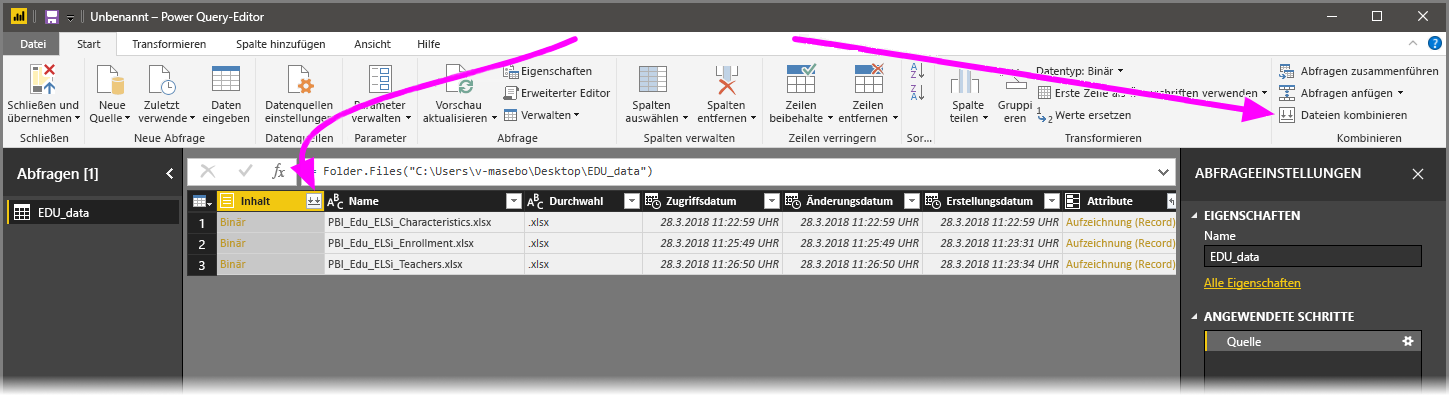 Unbenannt – Power Query-Editor
Datei Start Transformieren Spalte hinzufügen Ansicht Hilfe
Schließen und übernehmen
Neue Quelle
Zuletzt verwende
Daten eingeben
Datenquellen einstellunge
Parameter verwalten
Vorschau aktualisieren
Eigenschaften
Erweiterter Editor
Verwalten
Spalten auswählen
Spalten entfernen
Zeilen beibehalte
Zeilen entfernen
Spalte teilen
Gruppi eren
Datentyp: Binär
Erste Zeile als verwenden
Werte ersetzen
Abfragen zusammenführen
Abfragen anfügen
Dateien kombinieren
Schließen Neue Abfrage Datenquellen Parameter Abfrage Spalten verwalten Zeilen verringern Sor... Transformieren Kombinieren
Abfragen [1]
EDU_data
fx
= Folder.Files("C:\Users\v-masebo\Desktop\EDU_data")
Inhalt Name Durchwahl Zugriffsdatum Änderungsdatum Erstellungsdatum Attribute
1 Binär PBI_Edu_ELSi_Characteristics.xlsx .xlsx 28.3.2018 11:22:59 UHR 28.3.2018 11:22:59 UHR 28.3.2018 11:22:59 UHR Aufzeichnung (Record)
2 Binär PBI_Edu_ELSi_Enrollment.xlsx .xlsx 28.3.2018 11:25:49 UHR 28.3.2018 11:25:49 UHR 28.3.2018 11:23:31 UHR Aufzeichnung (Record)
3 Binär PBI_Edu_ELSi_Teachers.xlsx .xlsx 28.3.2018 11:26:50 UHR 28.3.2018 11:26:50 UHR 28.3.2018 11:23:34 UHR Aufzeichnung (Record)
ABFRAGEEINSTELLUNGEN
EIGENSCHAFTEN
Name
EDU_data
Alle Eigenschaften
ANGEWENDETE SCHRITTE
Quelle